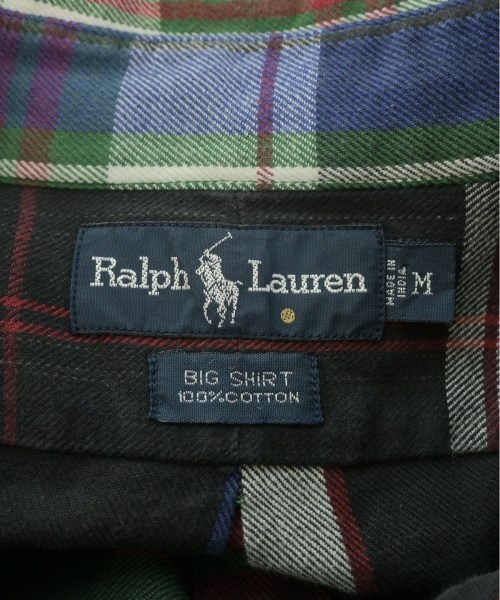 Ralph Lauren
MADE IN
INDIA
M
BIG SHIRT
100%COTTON